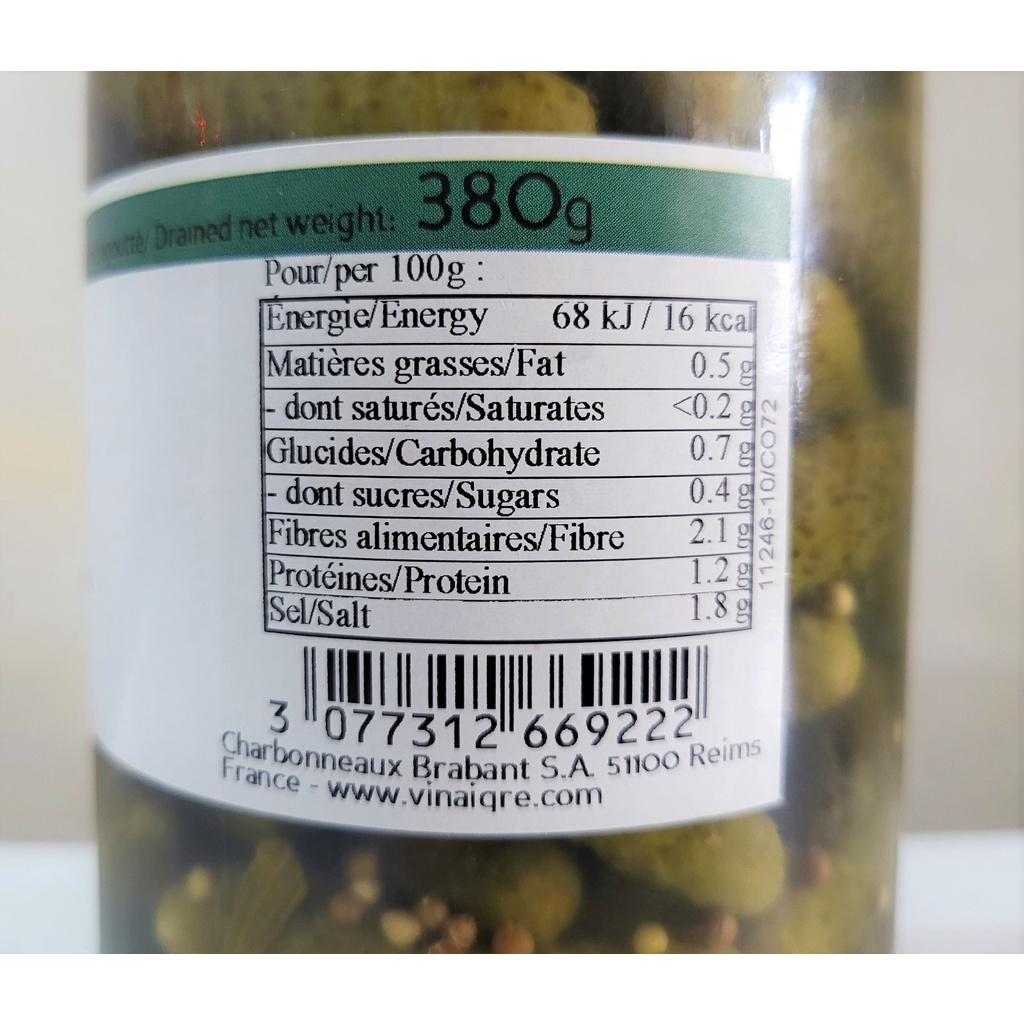 Drained net weight: 380g
Pour/per 100g :
Énergie/Energy 68 kJ / 16 kcal
Matières grasses/Fat 0.5 g
- dont saturés/Saturates <0.2 g
Glucides/Carbohydrate 0.7 g
- dont sucres/Sugars 0.4 g
Fibres alimentaires/Fibre 2.1 g
Protéines/Protein 1.2 g
Sel/Salt 1.8 g
11246-10/CO72
3 077312 669222
Charbonneaux Brabant S.A. 51100 Reims
France - www.vinaigre.com